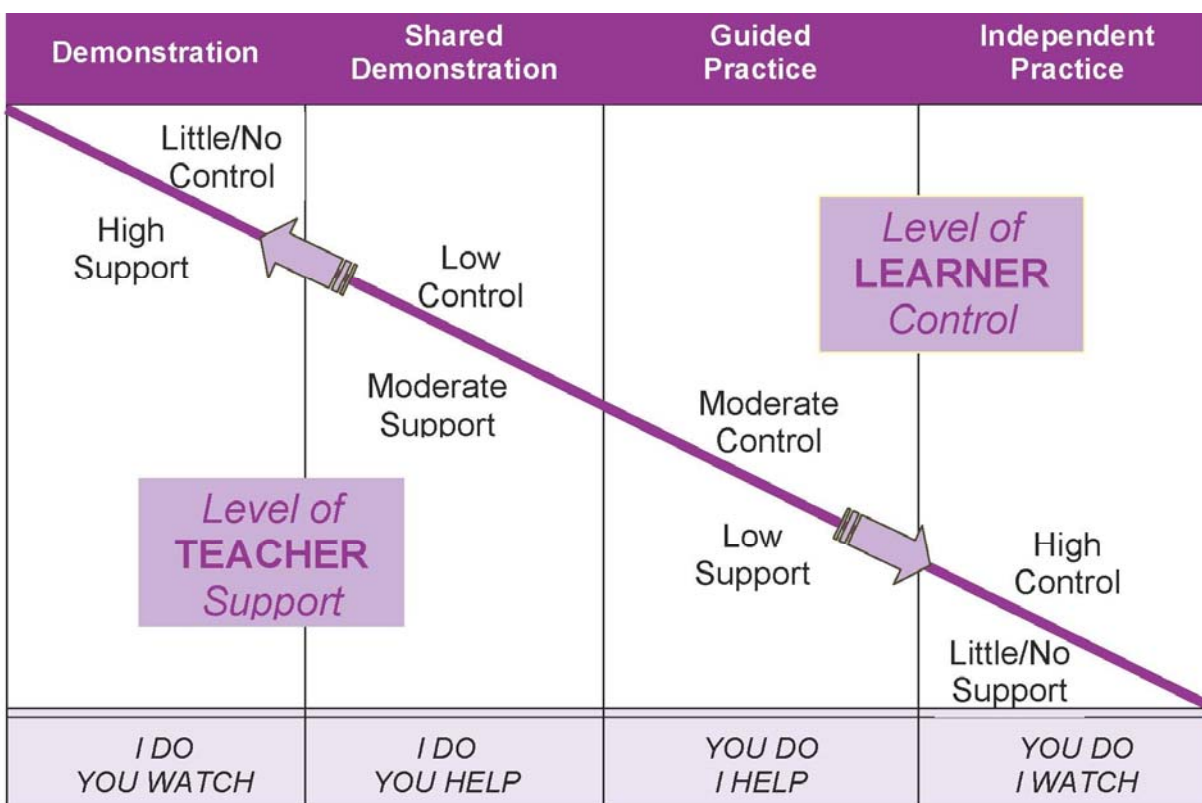 Demonstration
Shared
Demonstration
Guided
Practice
Independent
Practice
Little/No
Control
High
Support
Low
Control
Moderate
Support
Level of
LEARNER
Control
Moderate
Control
Level of
TEACHER
Support
Low
Support
High
Control
Little/No
Support
I DO
YOU WATCH
I DO
YOU HELP
YOU DO
I HELP
YOU DO
I WATCH